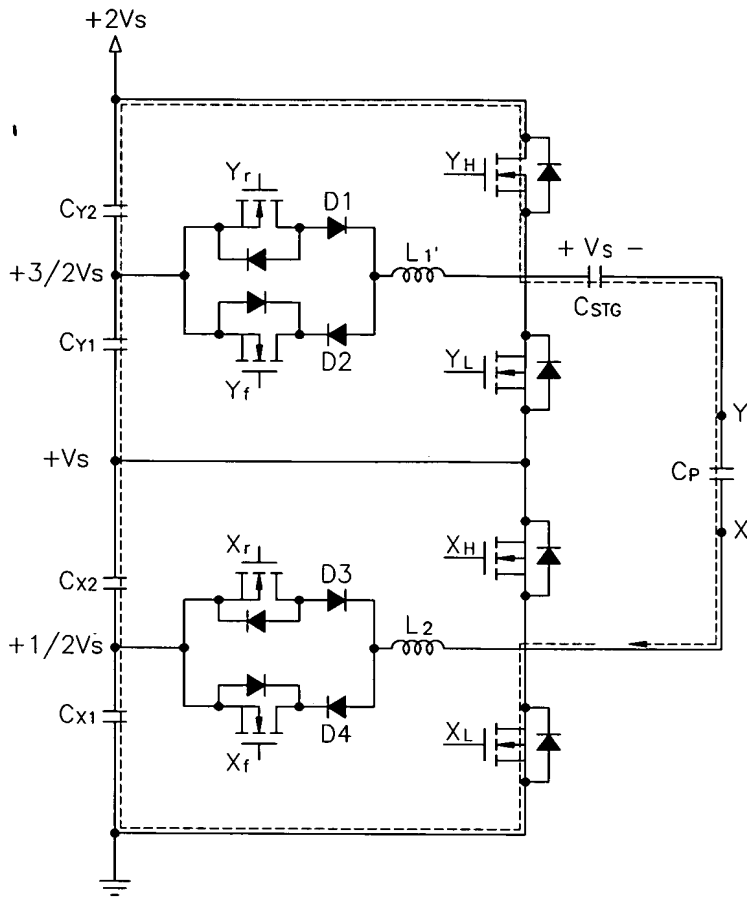 +2Vs
YH
Yr
D1
CY2
L1'
+ Vs −
+3/2Vs
CSTG
CY1
D2
YL
Yf
Y
+Vs
CP
X
Xr
XH
D3
CX2
L2
+1/2Vs
CX1
D4
XL
Xf